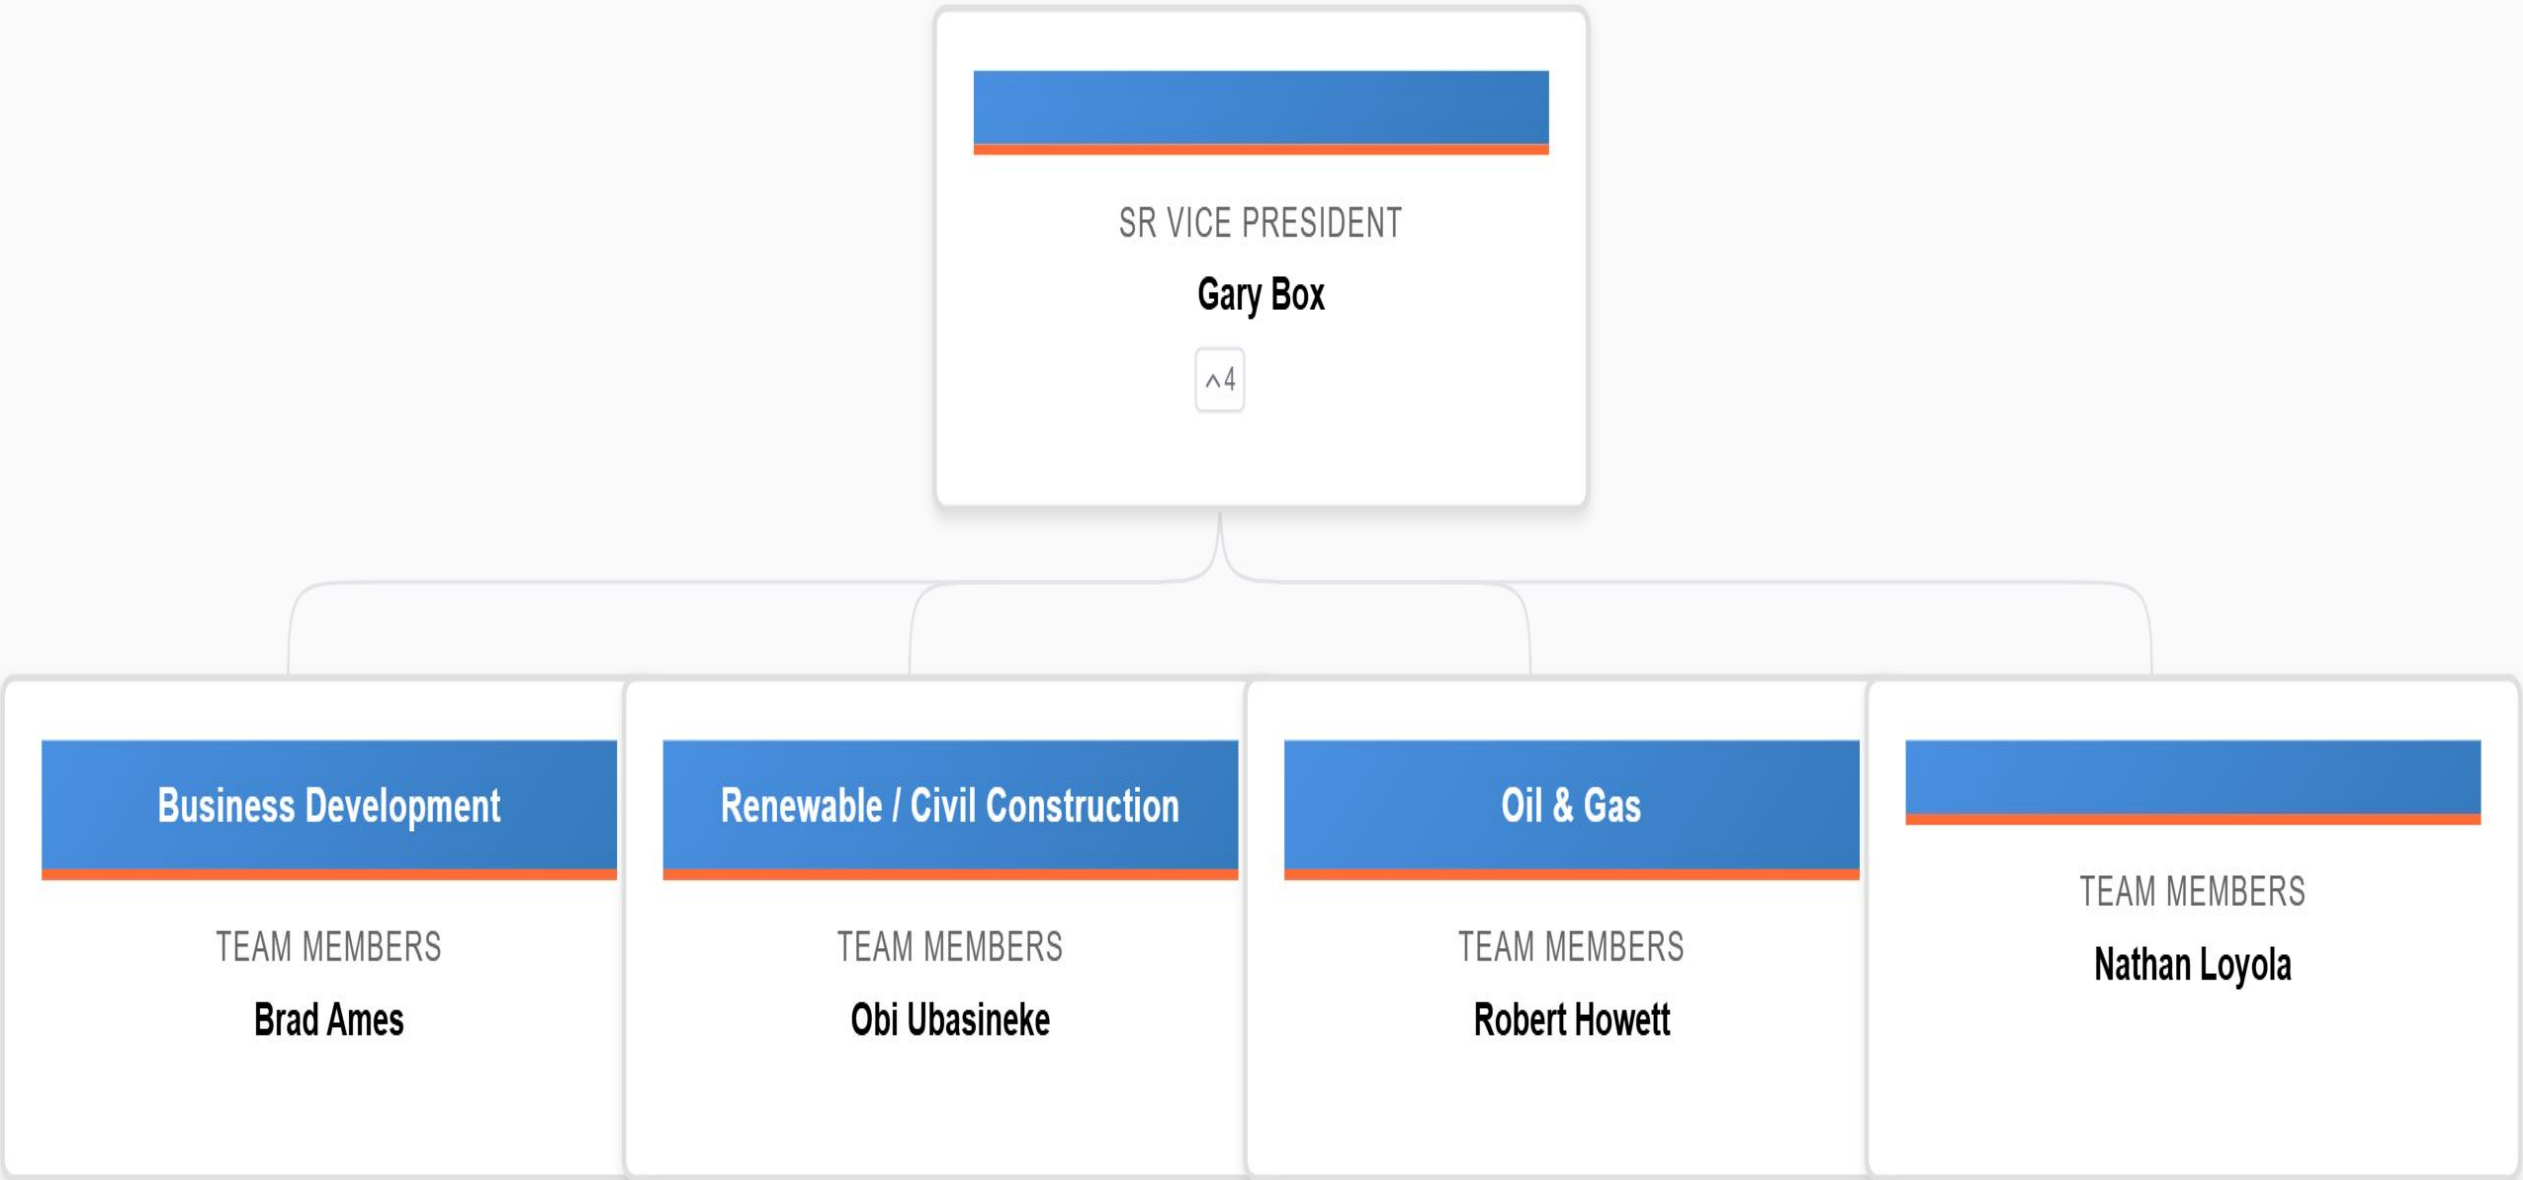 SR VICE PRESIDENT
Gary Box
^4
Business Development
TEAM MEMBERS
Brad Ames
Renewable / Civil Construction
TEAM MEMBERS
Obi Ubasineke
Oil & Gas
TEAM MEMBERS
Robert Howett
TEAM MEMBERS
Nathan Loyola